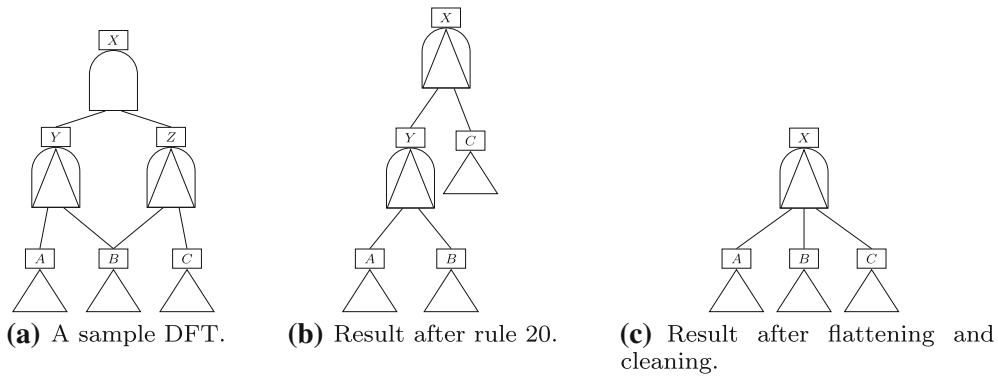 X
Y
Z
A
B
C
(a) A sample DFT.
X
Y
C
A
B
(b) Result after rule 20.
X
A
B
C
(c) Result after flattening and
cleaning.